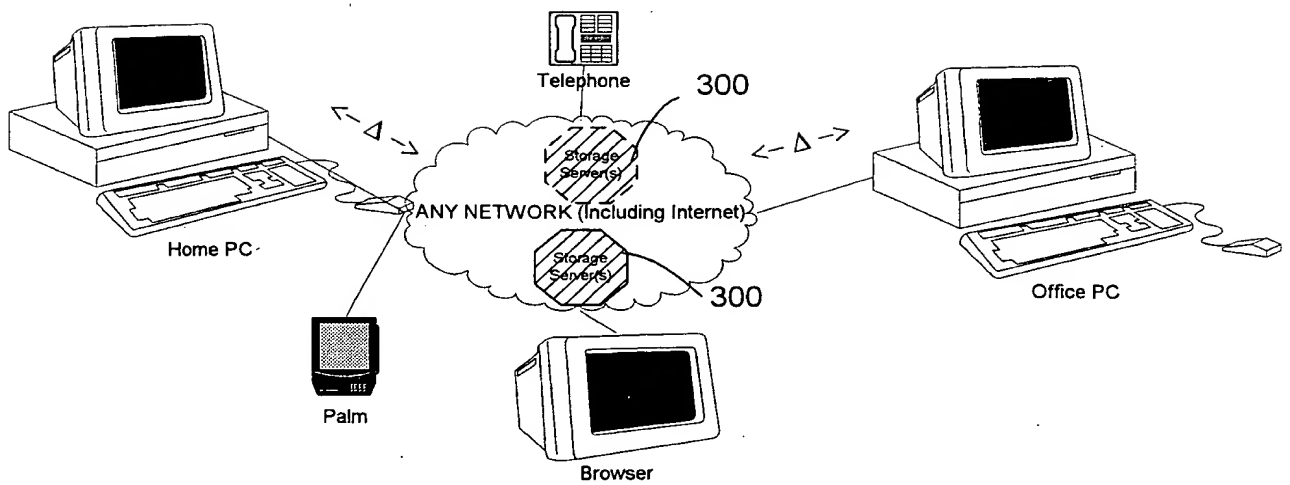 Telephone
300
<- Δ ->
<- Δ ->
Storage
Server(s)
ANY NETWORK (Including Internet)
Home PC
Storage
Server(s)
300
Office PC
Palm
Browser